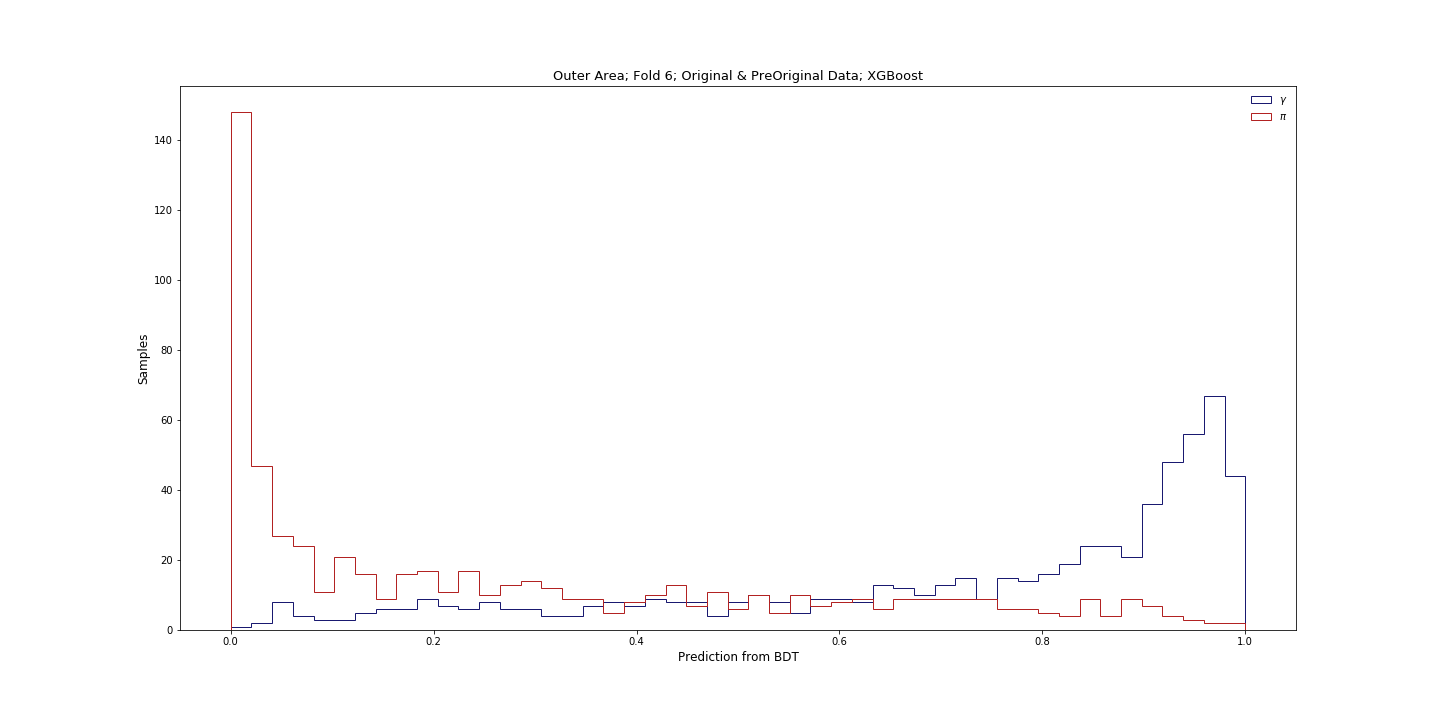 Outer Area; Fold 6; Original & PreOriginal Data; XGBoost
γ
π
140
120
100
80
60
40
20
0
Samples
0.0 0.2 0.4 0.6 0.8 1.0
Prediction from BDT